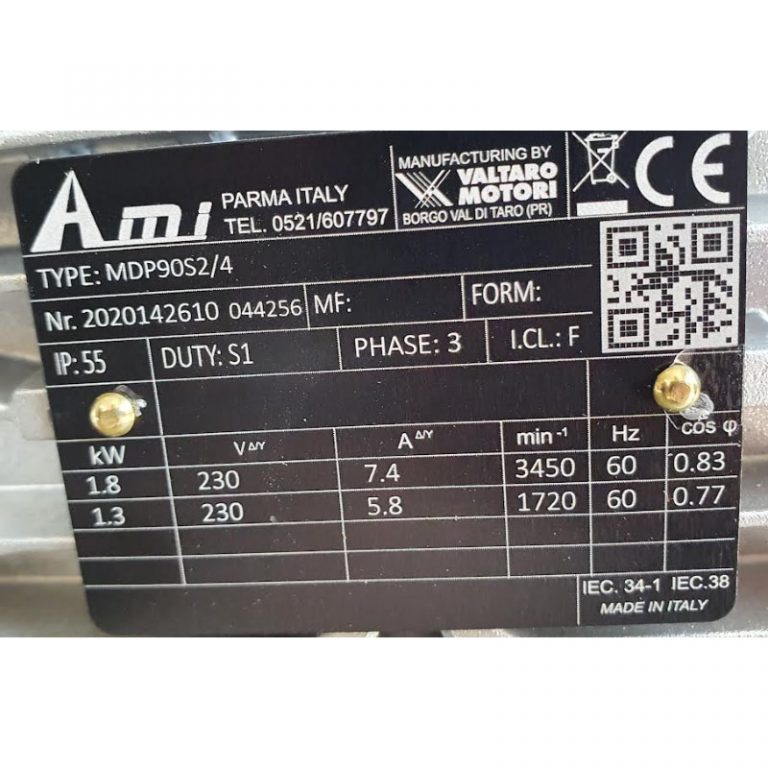 Ami
PARMA ITALY
TEL. 0521/607797
MANUFACTURING BY
VALTARO
MOTORI
BORGO VAL DI TARO (PR)
CE
TYPE: MDP90S2/4
Nr. 2020142610 044256 MF: FORM:
IP: 55 DUTY: S1 PHASE: 3 I.CL.: F
kW V Δ/Y A Δ/Y min -1 Hz cos φ
1.8 230 7.4 3450 60 0.83
1.3 230 5.8 1720 60 0.77
IEC. 34-1 IEC.38
MADE IN ITALY